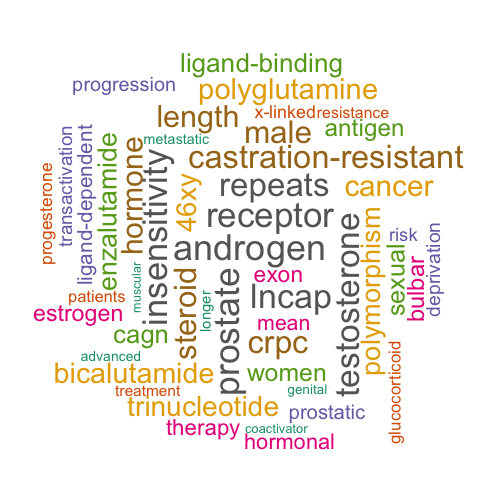 ligand-binding
progression
polyglutamine
length
x-linked
resistance
male
antigen
metastatic
castration-resistant
hormone
enzalutamide
ligand-dependent
transactivation
progesterone
insensitivity
46xy
repeats
cancer
receptor
androgen
testosterone
polymorphism
sexual
risk
bulbar
deprivation
muscular
patients
estrogen
steroid
longer
prostate
exon
lncap
mean
cagn
crpc
glucocorticoid
advanced
bicalutamide
women
treatment
genital
trinucleotide
prostatic
therapy
coactivator
hormonal